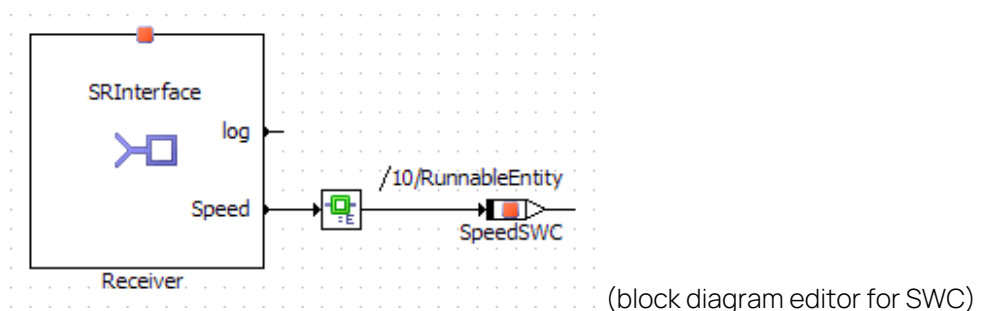 SRInterface
log
/10/RunnableEntity
Speed
=E
SpeedSWC
Receiver
(block diagram editor for SWC)